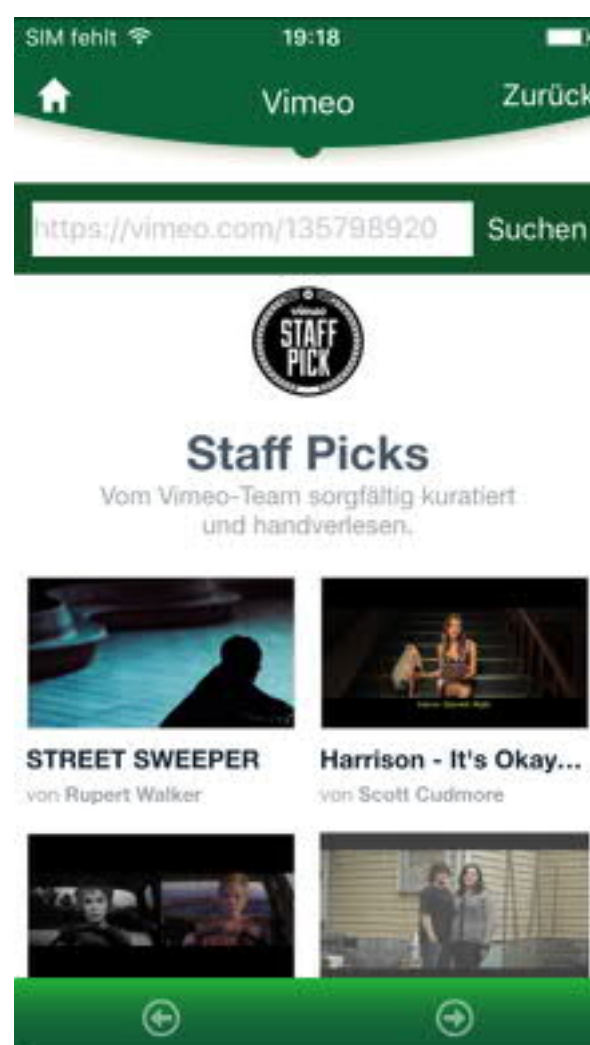 SIM fehlt 19:18
Vimeo Zurück
https://vimeo.com/135798920 Suchen
vimeo
STAFF
PICK
Staff Picks
Vom Vimeo-Team sorgfältig kuratiert
und handverlesen.
STREET SWEEPER Harrison - It's Okay...
von Rupert Walker von Scott Cudmore